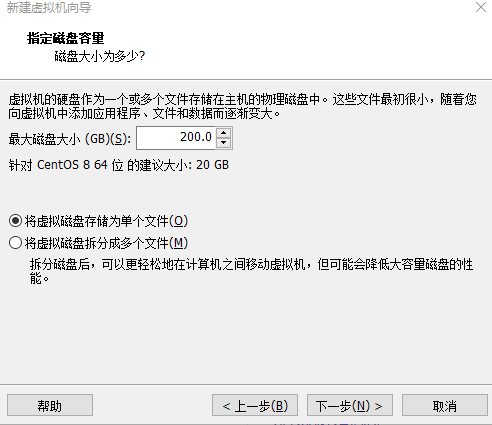 新建虚拟机向导
指定磁盘容量
磁盘大小为多少?
虚拟机的硬盘作为一个或多个文件存储在主机的物理磁盘中。这些文件最初很小，随着您
向虚拟机中添加应用程序、文件和数据而逐渐变大。
最大磁盘大小 (GB)(S): 200.0
针对 CentOS 8 64 位 的建议大小: 20 GB
将虚拟磁盘存储为单个文件(O)
将虚拟磁盘拆分成多个文件(M)
拆分磁盘后，可以更轻松地在计算机之间移动虚拟机，但可能会降低大容量磁盘的性
能。
帮助 < 上一步(B) 下一步(N) > 取消